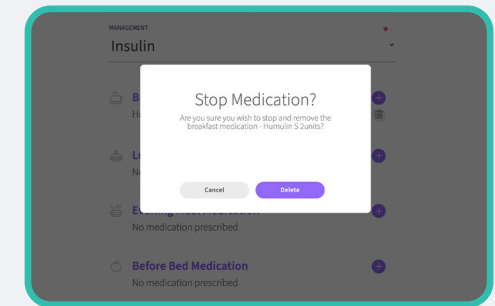 MANAGEMENT *
Insulin
Stop Medication?
Are you sure you wish to stop and remove the
breakfast medication - Humulin S 2units?
Cancel
Delete
No medication prescribed
Before Bed Medication
No medication prescribed